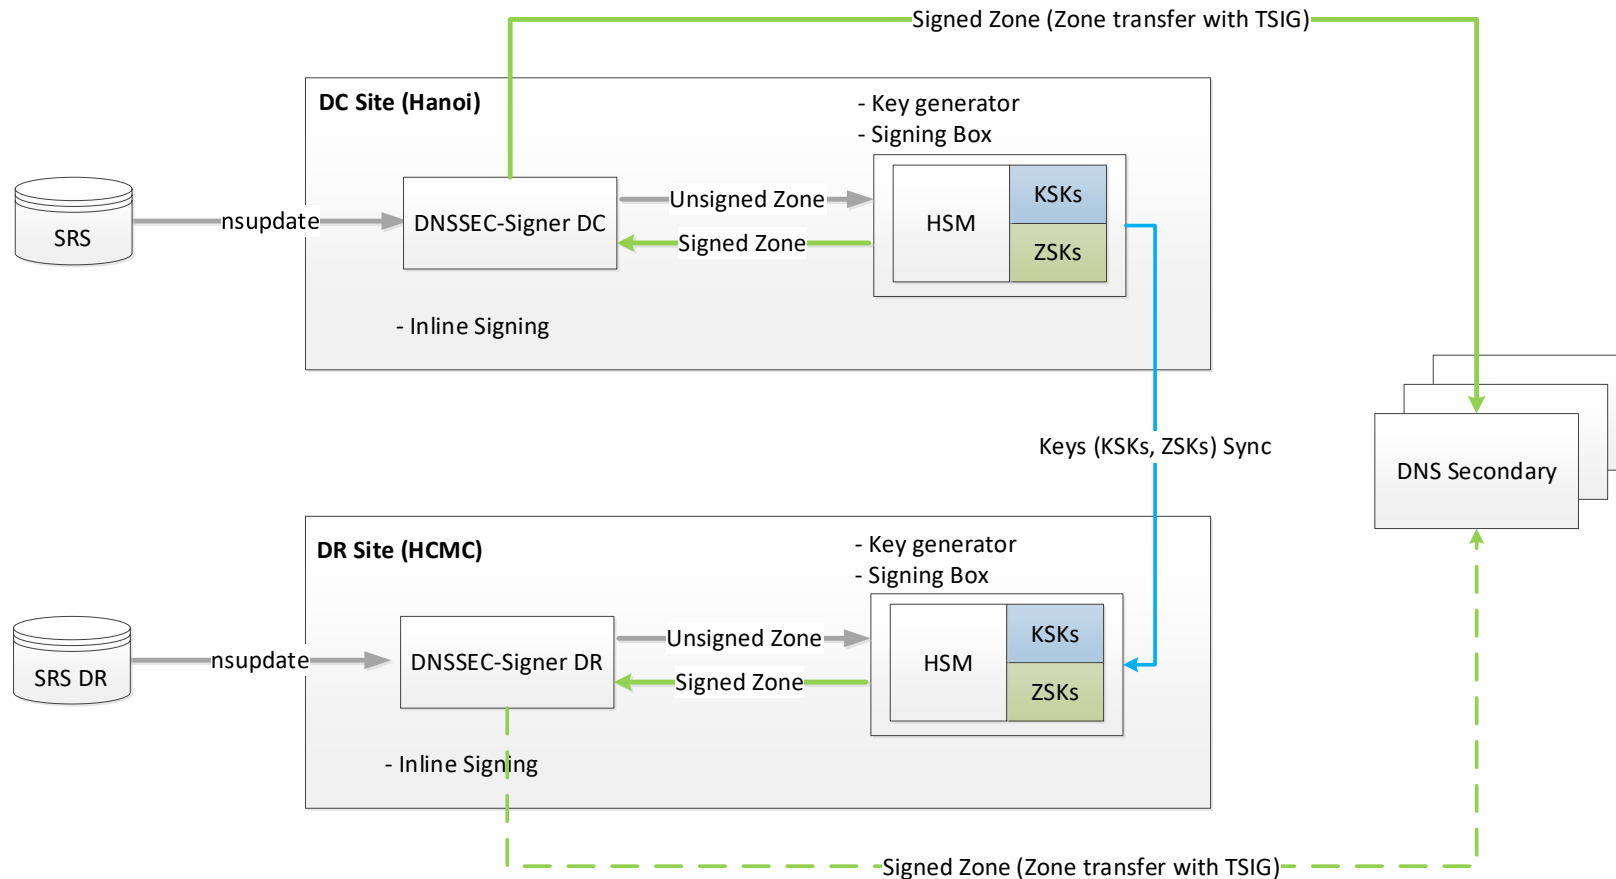 Signed Zone (Zone transfer with TSIG)
DC Site (Hanoi)
- Key generator
- Signing Box
SRS
nsupdate
DNSSEC-Signer DC
Unsigned Zone
Signed Zone
HSM
KSKs
ZSKs
- Inline Signing
Keys (KSKs, ZSKs) Sync
DNS Secondary
DR Site (HCMC)
- Key generator
- Signing Box
SRS DR
nsupdate
DNSSEC-Signer DR
Unsigned Zone
Signed Zone
HSM
KSKs
ZSKs
- Inline Signing
Signed Zone (Zone transfer with TSIG)